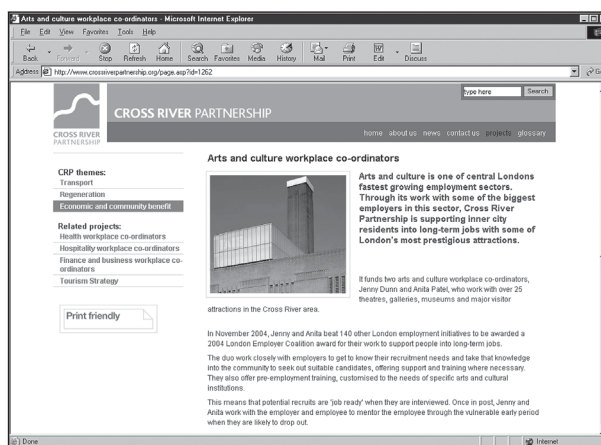 Arts and culture workplace co-ordinators - Microsoft Internet Explorer
File Edit View Favorites Tools Help
Back Forward Stop Refresh Home Search Favorites Media History Mail Print Edit Discuss
Address http://www.crossriverpartnership.org/page.asp?id=1262
type here Search
CROSS RIVER PARTNERSHIP
CROSS RIVER
PARTNERSHIP
home about us news contact us projects glossary
CRP themes:
Transport
Regeneration
Economic and community benefit
Related projects:
Health workplace co-ordinators
Hospitality workplace co-ordinators
Finance and business workplace co-
ordinators
Tourism Strategy
Print friendly
Arts and culture workplace co-ordinators
Arts and culture is one of central Londons
fastest growing employment sectors.
Through its work with some of the biggest
employers in this sector, Cross River
Partnership is supporting inner city
residents into long-term jobs with some of
London's most prestigious attractions.
It funds two arts and culture workplace co-ordinators,
Jenny Dunn and Anita Patel, who work with over 25
theatres, galleries, museums and major visitor
attractions in the Cross River area.
In November 2004, Jenny and Anita beat 140 other London employment initiatives to be awarded a
2004 London Employer Coalition award for their work to support people into long-term jobs.
The duo work closely with employers to get to know their recruitment needs and take that knowledge
into the community to seek out suitable candidates, offering support and training where necessary.
They also offer pre-employment training, customised to the needs of specific arts and cultural
institutions.
This means that potential recruits are 'job ready' when they are interviewed. Once in post, Jenny and
Anita work with the employer and employee to mentor the employee through the vulnerable early period
when they are likely to drop out.
Done
Internet